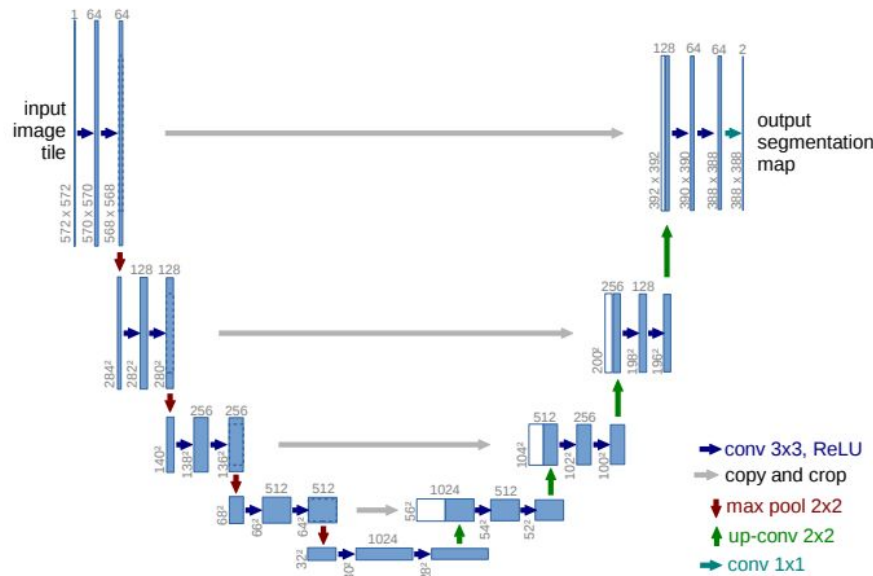 1
64
64
128
64
64
2
input
image
tile
output
segmentation
map
572 x 572
570 x 570
568 x 568
392 x 392
390 x 390
388 x 388
388 x 388
128
128
256
128
284²
282²
280²
200²
198²
196²
256
256
512
256
140²
138²
136²
104²
102²
100²
512
512
1024
512
68²
66²
64²
56²
54²
52²
1024
32²
conv 3x3, ReLU
copy and crop
max pool 2x2
up-conv 2x2
conv 1x1